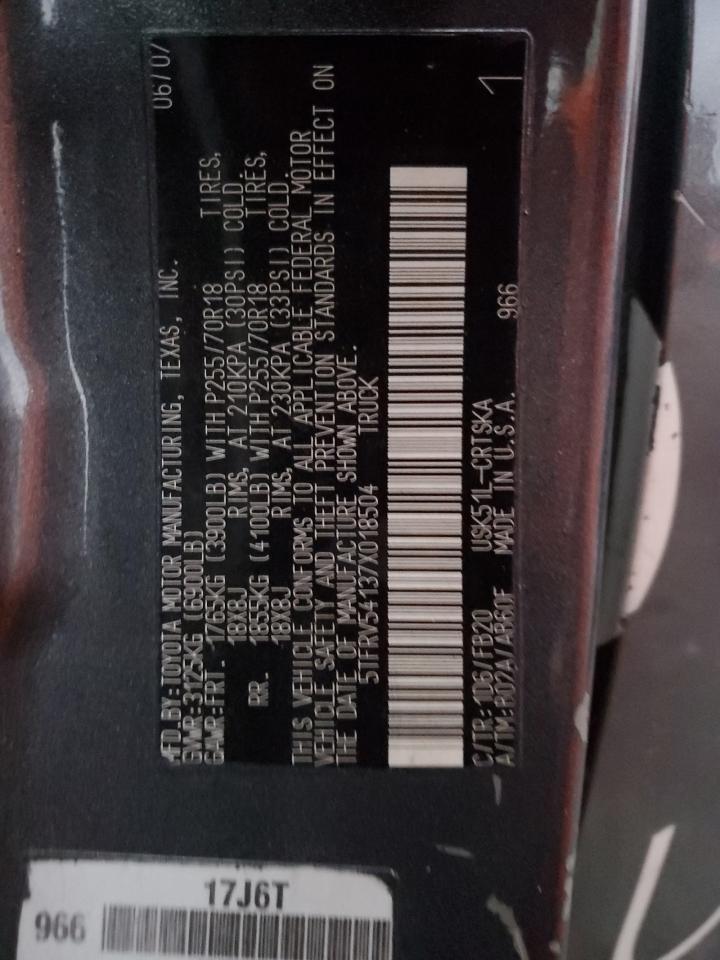 MFD.BY:TOYOTA MOTOR MANUFACTURING, TEXAS, INC. 06/07
GVWR:3125KG (6900LB)
GAWR:FRT. 1765KG (3900LB) WITH P255/70R18 TIRES,
18X8J RIMS, AT 210KPA (30PSI) COLD
RR. 1855KG (4100LB) WITH P255/70R18 TIRES,
18X8J RIMS, AT 230KPA (33PSI) COLD
THIS VEHICLE CONFORMS TO ALL APPLICABLE FEDERAL MOTOR
VEHICLE SAFETY AND THEFT PREVENTION STANDARDS IN EFFECT ON
THE DATE OF MANUFACTURE SHOWN ABOVE.
5TFRV54137X018504 TRUCK
C/TR:1D6/FB20 USK51L-CRTSKA
A/TM:R02A/AB60F MADE IN U.S.A. 966 1
17J6T
966